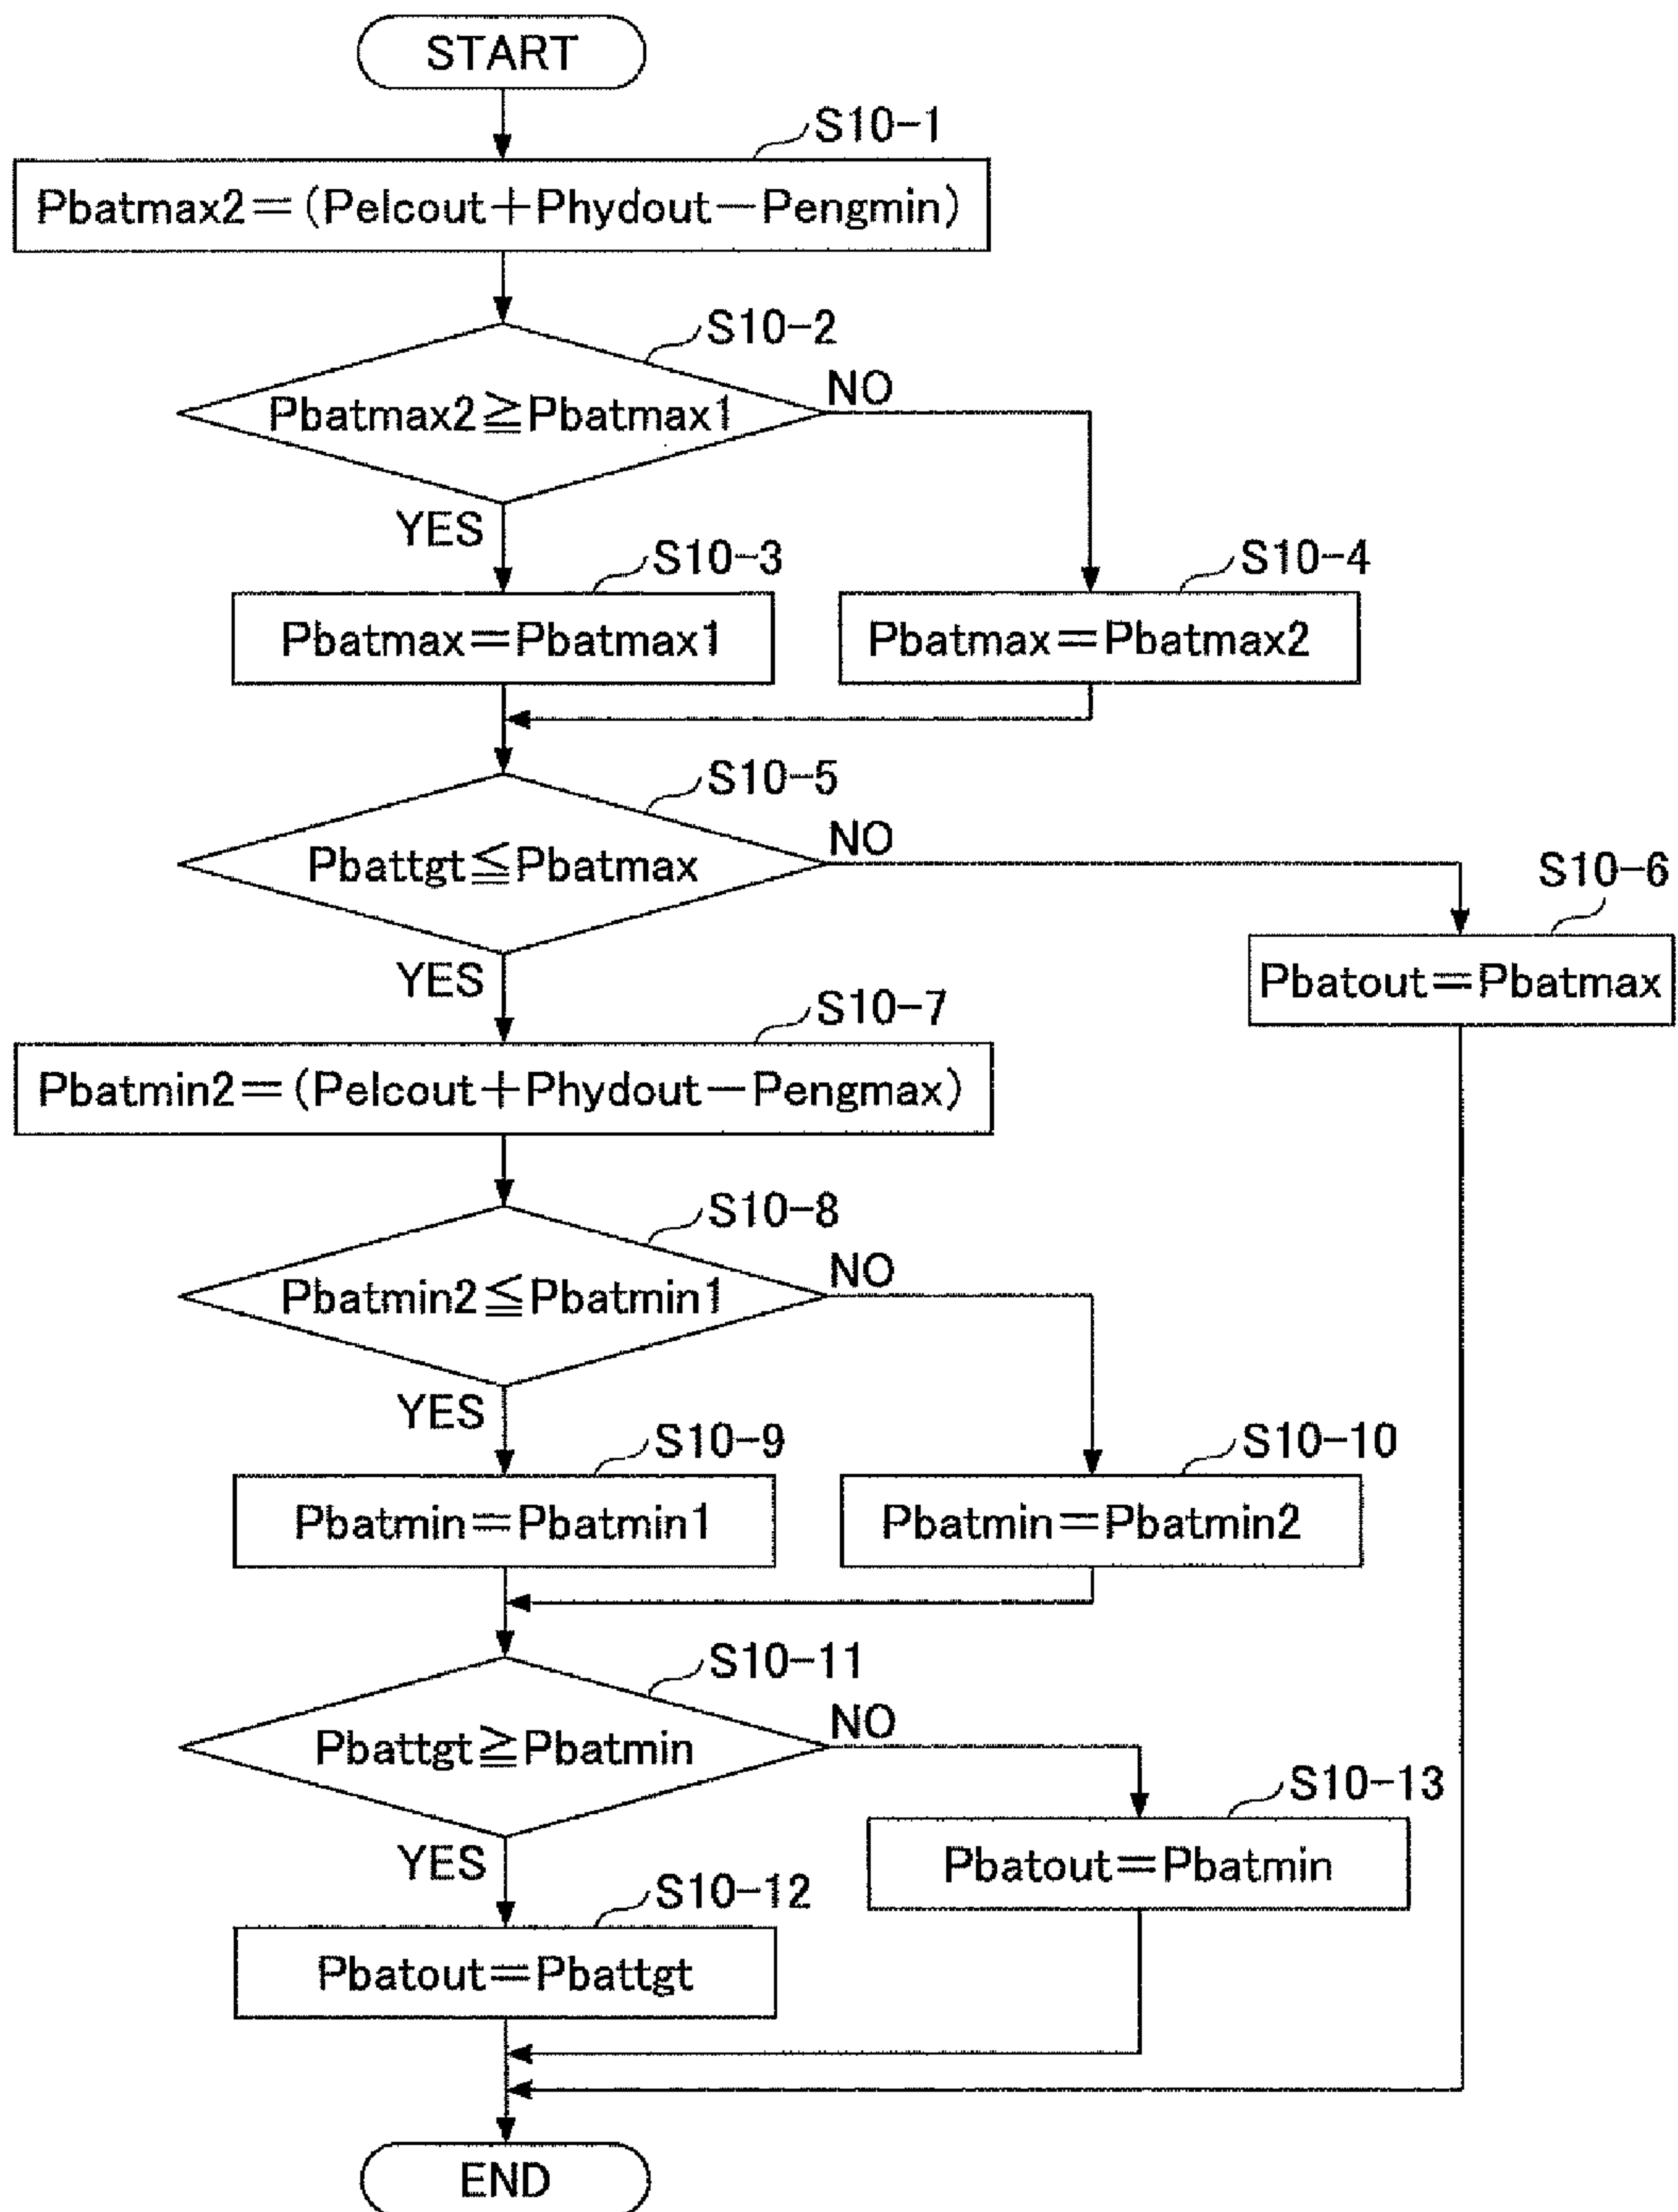 START
S10-1
Pbatmax2=(Pelcout+Phydout-Pengmin)
S10-2
Pbatmax2≧Pbatmax1
NO
YES
S10-3
Pbatmax=Pbatmax1
S10-4
Pbatmax=Pbatmax2
S10-5
Pbattgt≦Pbatmax
NO
YES
S10-6
Pbatout=Pbatmax
S10-7
Pbatmin2=(Pelcout+Phydout-Pengmax)
S10-8
Pbatmin2≦Pbatmin1
NO
YES
S10-9
Pbatmin=Pbatmin1
S10-10
Pbatmin=Pbatmin2
S10-11
Pbattgt≧Pbatmin
NO
YES
S10-13
Pbatout=Pbatmin
S10-12
Pbatout=Pbattgt
END